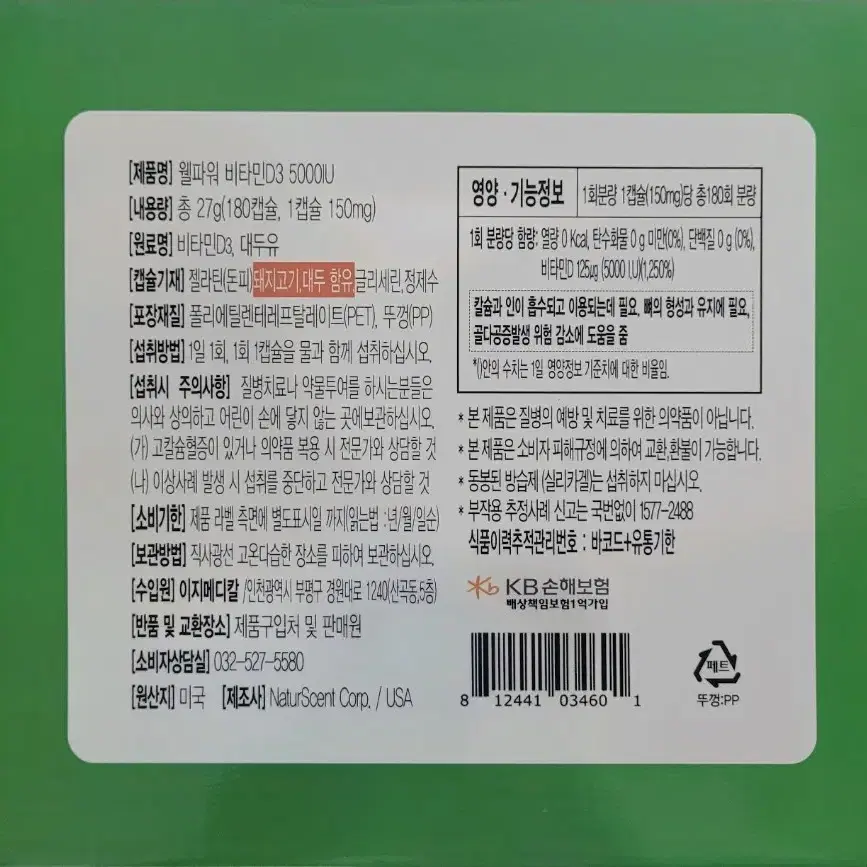 [제품명] 웰파워 비타민D3 5000IU
[내용량] 총 27g(180캡슐, 1캡슐 150mg)
[원료명] 비타민D3, 대두유
[캡슐기재] 젤라틴(돈피)돼지고기,대두 함유,글리세린,정제수
[포장재질] 폴리에틸렌테레프탈레이트(PET), 뚜껑(PP)
[섭취방법] 1일 1회, 1회 1캡슐을 물과 함께 섭취하십시오.
[섭취시 주의사항] 질병치료나 약물투여를 하시는분들은
의사와 상의하고 어린이 손에 닿지 않는 곳에보관하십시오.
(가) 고칼슘혈증이 있거나 의약품 복용 시 전문가와 상담할 것
(나) 이상사례 발생 시 섭취를 중단하고 전문가와 상담할 것
[소비기한] 제품 라벨 측면에 별도표시일 까지(읽는법 :년/월/일순)
[보관방법] 직사광선 고온다습한 장소를 피하여 보관하십시오.
[수입원] 이지메디칼 /인천광역시 부평구 경원대로 1240(산곡동,5층)
[반품 및 교환장소] 제품구입처 및 판매원
[소비자상담실] 032-527-5580
[원산지] 미국 [제조사] NaturScent Corp. / USA
영양 · 기능정보 1회분량 1캡슐(150mg)당 총180회 분량
1회 분량당 함량: 열량 0 Kcal, 탄수화물 0 g 미만(0%), 단백질 0 g (0%),
비타민D 125μg (5000 I.U)(1,250%)
칼슘과 인이 흡수되고 이용되는데 필요, 뼈의 형성과 유지에 필요,
골다공증발생 위험 감소에 도움을 줌
*()안의 수치는 1일 영양정보 기준치에 대한 비율임.
* 본 제품은 질병의 예방 및 치료를 위한 의약품이 아닙니다.
* 본 제품은 소비자 피해규정에 의하여 교환,환불이 가능합니다.
* 동봉된 방습제 (실리카겔)는 섭취하지 마십시오.
* 부작용 추정사례 신고는 국번없이 1577-2488
식품이력추적관리번호 : 바코드+유통기한
KB손해보험
배상책임보험1억가입
8 12441 03460 1
페트
뚜껑:PP